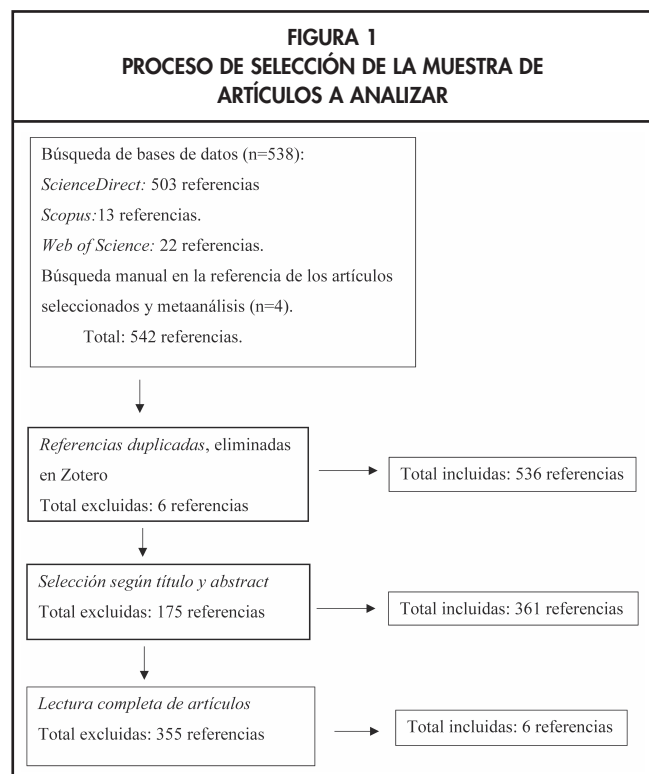 FIGURA 1
PROCESO DE SELECCIÓN DE LA MUESTRA DE
ARTÍCULOS A ANALIZAR
Búsqueda de bases de datos (n=538):
ScienceDirect: 503 referencias
Scopus:13 referencias.
Web of Science: 22 referencias.
Búsqueda manual en la referencia de los artículos
seleccionados y metaanálisis (n=4).
Total: 542 referencias.
Referencias duplicadas, eliminadas
en Zotero
Total excluidas: 6 referencias
Total incluidas: 536 referencias
Selección según título y abstract
Total excluidas: 175 referencias
Total incluidas: 361 referencias
Lectura completa de artículos
Total excluidas: 355 referencias
Total incluidas: 6 referencias